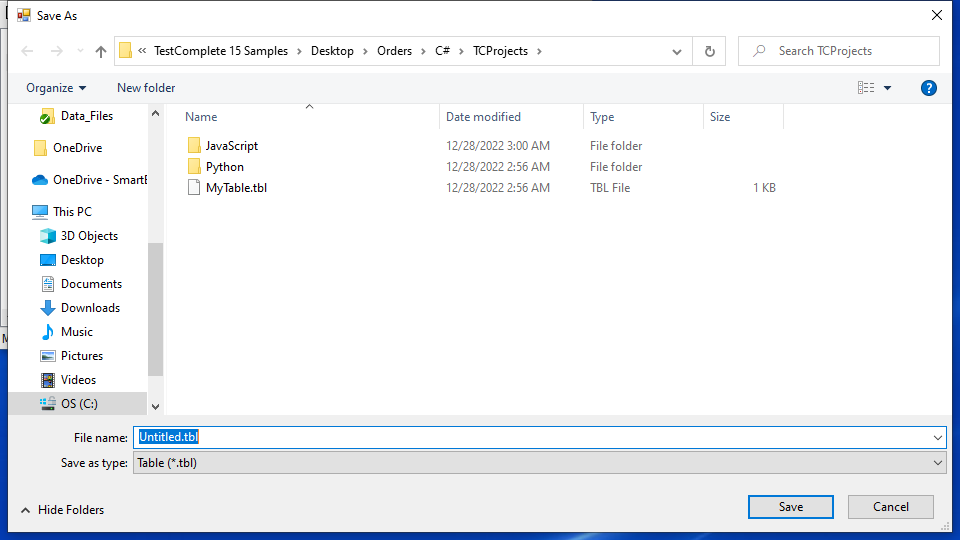 Save As
« TestComplete 15 Samples > Desktop > Orders > C# > TCProjects >
Search TCProjects
Organize
New folder
?
Data_Files
OneDrive
OneDrive - SmartB
This PC
3D Objects
Desktop
Documents
Downloads
Music
Pictures
Videos
OS (C:)
Name Date modified Type Size
JavaScript 12/28/2022 3:00 AM File folder
Python 12/28/2022 2:56 AM File folder
MyTable.tbl 12/28/2022 2:56 AM TBL File 1 KB
File name: Untitled.tbl
Save as type: Table (*.tbl)
Hide Folders
Save
Cancel